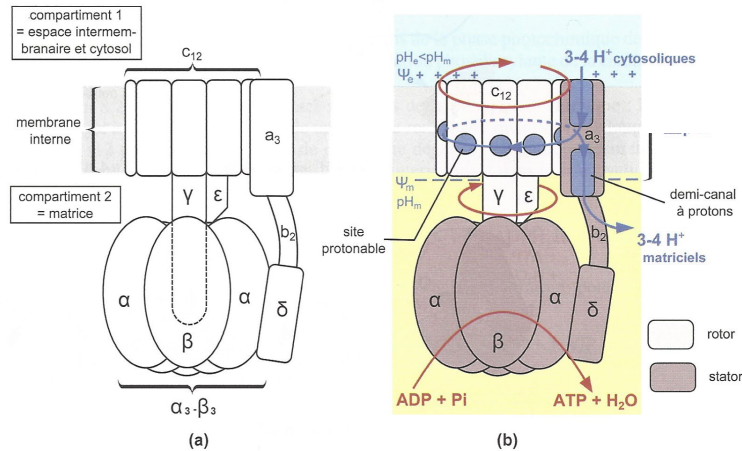 compartiment 1
= espace intermem-
branaire et cytosol
c12
membrane
interne
a3
compartiment 2
= matrice
γ
ε
b2
α
α
β
δ
α3-β3
(a)
pHe<pHm
Ψe + + + +
3-4 H+ cytosoliques
+ + + +
c12
a3
Ψm
pHm
γ
ε
site
protonable
demi-canal
à protons
b2
3-4 H+
matriciels
α
α
β
δ
ADP + Pi
ATP + H2O
rotor
stator
(b)